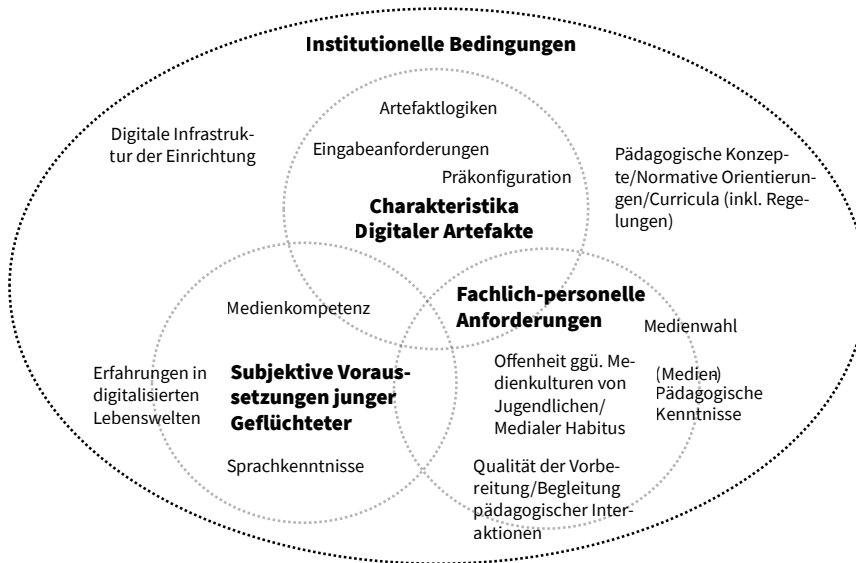 Institutionelle Bedingungen
Artefaktlogiken
Digitale Infrastruk-
tur der Einrichtung
Eingabeanforderungen
Präkonfiguration
Pädagogische Konzep-
te/Normative Orientierun-
gen/Curricula (inkl. Rege-
lungen)
Charakteristika
Digitaler Artefakte
Medienkompetenz
Fachlich-personelle
Anforderungen
Medienwahl
Erfahrungen in
digitalisierten
Lebenswelten
Subjektive Voraus-
setzungen junger
Geflüchteter
Offenheit ggü. Me-
dienkulturen von
Jugendlichen/
Medialer Habitus
(Medien)
Pädagogische
Kenntnisse
Sprachkenntnisse
Qualität der Vorbe-
reitung/Begleitung
pädagogischer Inter-
aktionen